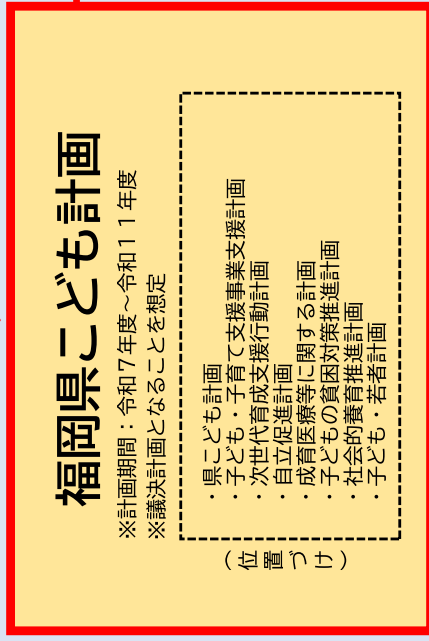 福岡県こども計画
※計画期間：令和7年度～令和１１年度
※議決計画となることを想定
（位置づけ）
・県こども計画
・子ども・子育て支援事業支援計画
・次世代育成支援行動計画
・自立促進計画
・成育医療等に関する計画
・子どもの貧困対策推進計画
・社会的養育推進計画
・子ども・若者計画